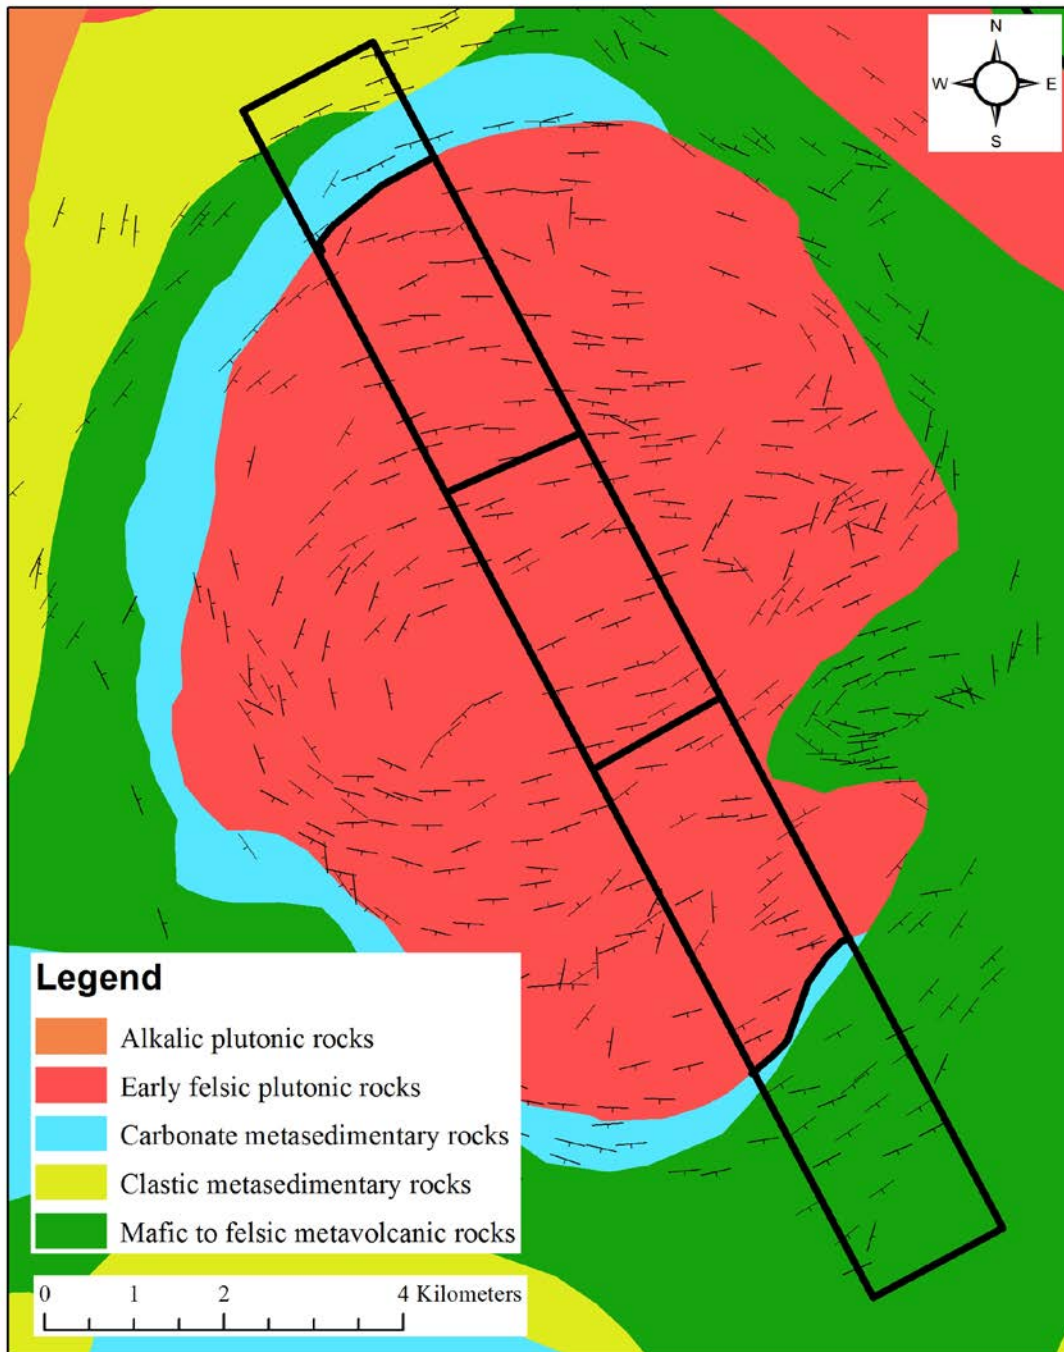 N
W E
S
Legend
Alkalic plutonic rocks
Early felsic plutonic rocks
Carbonate metasedimentary rocks
Clastic metasedimentary rocks
Mafic to felsic metavolcanic rocks
0 1 2 4 Kilometers